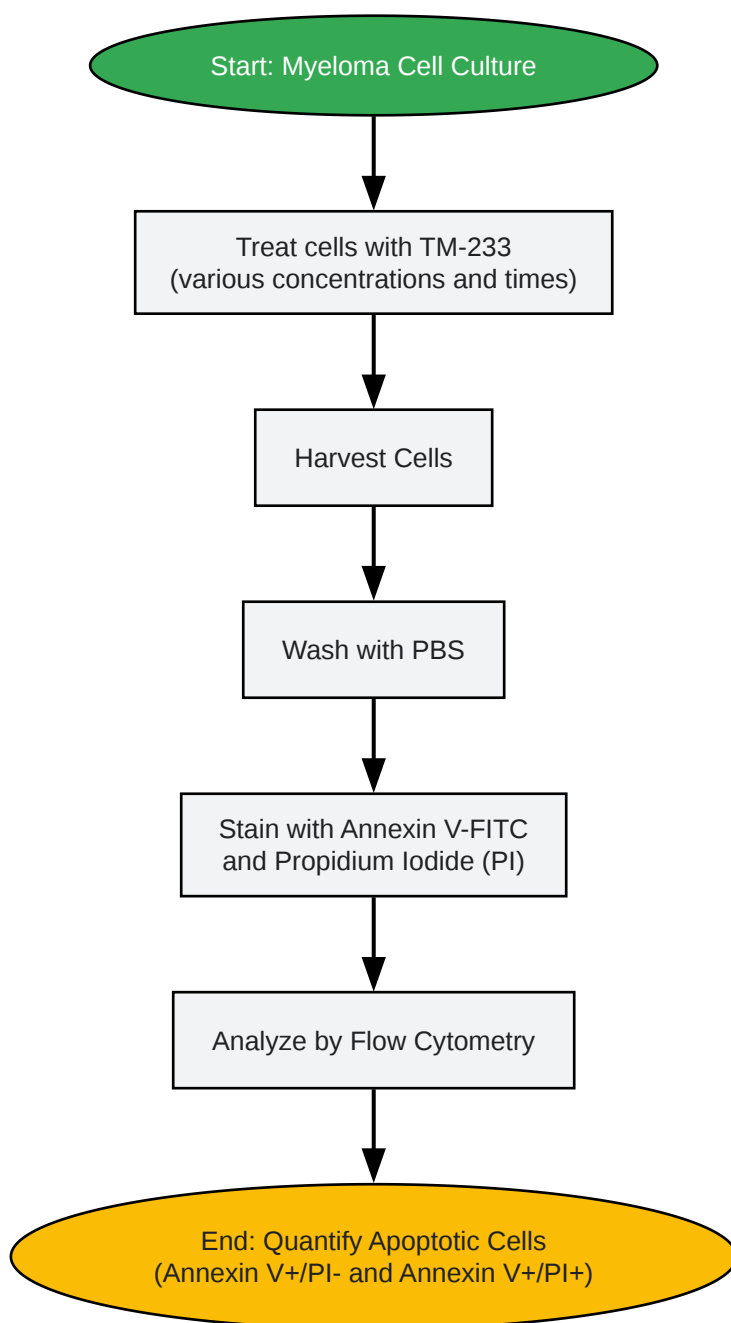 Start: Myeloma Cell Culture
Treat cells with TM-233
(various concentrations and times)
Harvest Cells
Wash with PBS
Stain with Annexin V-FITC
and Propidium Iodide (PI)
Analyze by Flow Cytometry
End: Quantify Apoptotic Cells
(Annexin V+/PI- and Annexin V+/PI+)